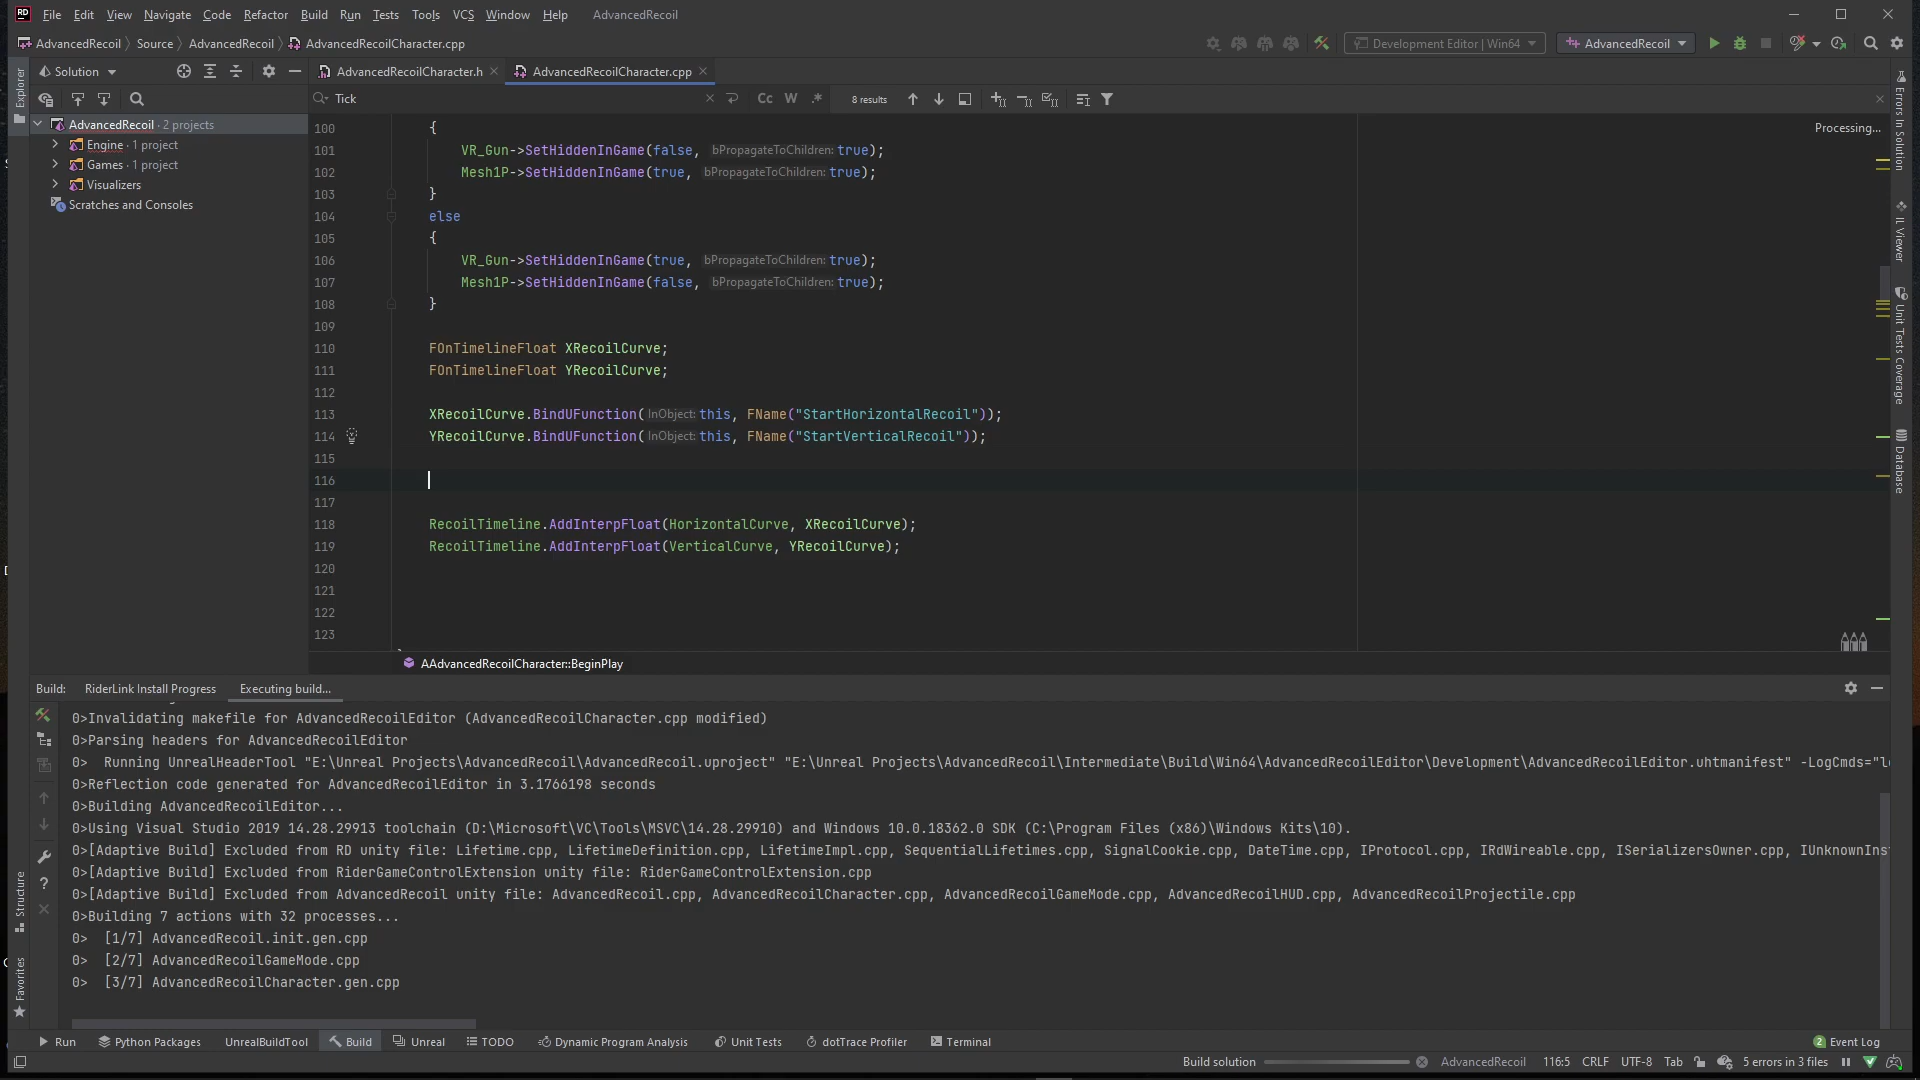 File Edit View Navigate Code Refactor Build Run Tests Tools VCS Window Help AdvancedRecoil
AdvancedRecoil Source AdvancedRecoil AdvancedRecoilCharacter.cpp Development Editor | Win64 AdvancedRecoil
Solution AdvancedRecoilCharacter.h AdvancedRecoilCharacter.cpp
Tick Cc W .* 8 results
AdvancedRecoil · 2 projects
Engine · 1 project
Games · 1 project
Visualizers
Scratches and Consoles
Explorer
Processing...
100 {
101 VR_Gun->SetHiddenInGame(false, bPropagateToChildren: true);
102 Mesh1P->SetHiddenInGame(true, bPropagateToChildren: true);
103 }
104 else
105 {
106 VR_Gun->SetHiddenInGame(true, bPropagateToChildren: true);
107 Mesh1P->SetHiddenInGame(false, bPropagateToChildren: true);
108 }
109
110 FOnTimelineFloat XRecoilCurve;
111 FOnTimelineFloat YRecoilCurve;
112
113 XRecoilCurve.BindUFunction( InObject: this, FName("StartHorizontalRecoil"));
114 YRecoilCurve.BindUFunction( InObject: this, FName("StartVerticalRecoil"));
115
116
117
118 RecoilTimeline.AddInterpFloat(HorizontalCurve, XRecoilCurve);
119 RecoilTimeline.AddInterpFloat(VerticalCurve, YRecoilCurve);
120
121
122
123
AAdvancedRecoilCharacter::BeginPlay
Errors In Solution
IL Viewer
Unit Tests Coverage
Database
Build: RiderLink Install Progress Executing build...
0>Invalidating makefile for AdvancedRecoilEditor (AdvancedRecoilCharacter.cpp modified)
0>Parsing headers for AdvancedRecoilEditor
0>  Running UnrealHeaderTool "E:\Unreal Projects\AdvancedRecoil\AdvancedRecoil.uproject" "E:\Unreal Projects\AdvancedRecoil\Intermediate\Build\Win64\AdvancedRecoilEditor\Development\AdvancedRecoilEditor.uhtmanifest" -LogCmds="l
0>Reflection code generated for AdvancedRecoilEditor in 3.1766198 seconds
0>Building AdvancedRecoilEditor...
0>Using Visual Studio 2019 14.28.29913 toolchain (D:\Microsoft\VC\Tools\MSVC\14.28.29910) and Windows 10.0.18362.0 SDK (C:\Program Files (x86)\Windows Kits\10).
0>[Adaptive Build] Excluded from RD unity file: Lifetime.cpp, LifetimeDefinition.cpp, LifetimeImpl.cpp, SequentialLifetimes.cpp, SignalCookie.cpp, DateTime.cpp, IProtocol.cpp, IRdWireable.cpp, ISerializersOwner.cpp, IUnknownIns
0>[Adaptive Build] Excluded from RiderGameControlExtension unity file: RiderGameControlExtension.cpp
0>[Adaptive Build] Excluded from AdvancedRecoil unity file: AdvancedRecoil.cpp, AdvancedRecoilCharacter.cpp, AdvancedRecoilGameMode.cpp, AdvancedRecoilHUD.cpp, AdvancedRecoilProjectile.cpp
0>Building 7 actions with 32 processes...
0>  [1/7] AdvancedRecoil.init.gen.cpp
0>  [2/7] AdvancedRecoilGameMode.cpp
0>  [3/7] AdvancedRecoilCharacter.gen.cpp
Structure
Favorites
Run Python Packages UnrealBuildTool Build Unreal TODO Dynamic Program Analysis Unit Tests dotTrace Profiler Terminal 2 Event Log
Build solution AdvancedRecoil 116:5 CRLF UTF-8 Tab 5 errors in 3 files